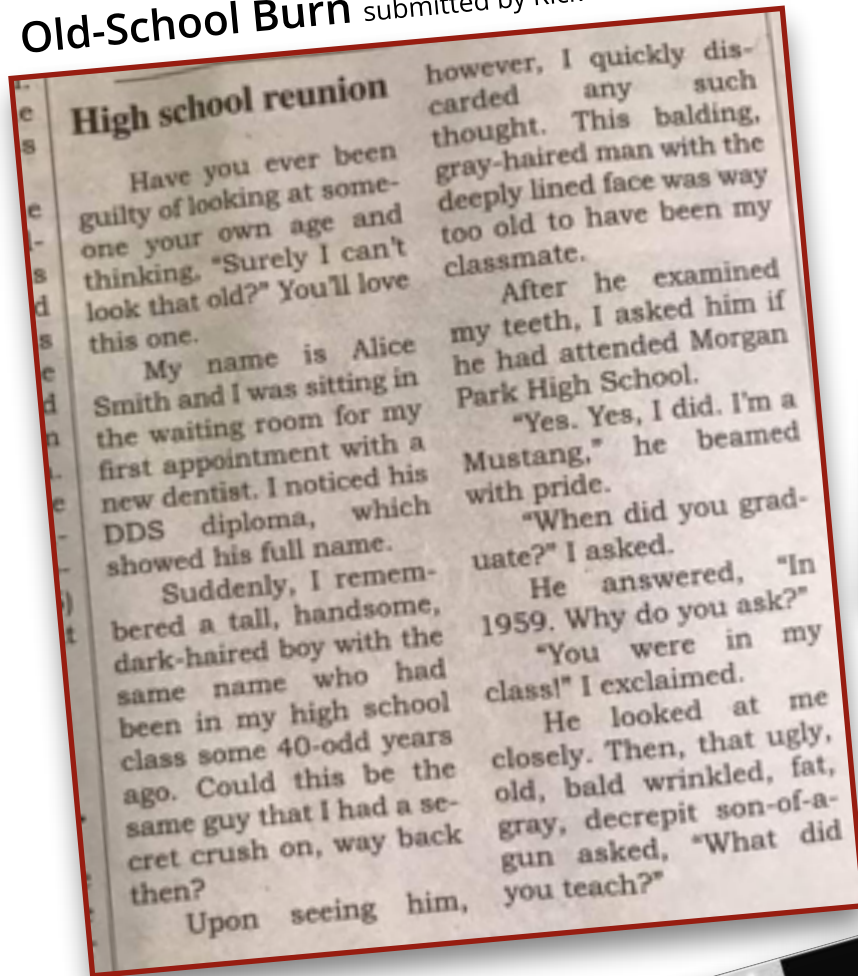 Old-School Burn submitted by
High school reunion
Have you ever been
guilty of looking at some-
one your own age and
thinking, “Surely I can’t
look that old?” You’ll love
this one.
My name is Alice
Smith and I was sitting in
the waiting room for my
first appointment with a
new dentist. I noticed his
DDS diploma, which
showed his full name.
Suddenly, I remem-
bered a tall, handsome,
dark-haired boy with the
same name who had
been in my high school
class some 40-odd years
ago. Could this be the
same guy that I had a se-
cret crush on, way back
then?
Upon seeing him,
however, I quickly dis-
carded any such
thought. This balding,
gray-haired man with the
deeply lined face was way
too old to have been my
classmate.
After he examined
my teeth, I asked him if
he had attended Morgan
Park High School.
“Yes. Yes, I did. I’m a
Mustang,” he beamed
with pride.
“When did you grad-
uate?” I asked.
He answered, “In
1959. Why do you ask?”
“You were in my
class!” I exclaimed.
He looked at me
closely. Then, that ugly,
old, bald wrinkled, fat,
gray, decrepit son-of-a-
gun asked, “What did
you teach?”